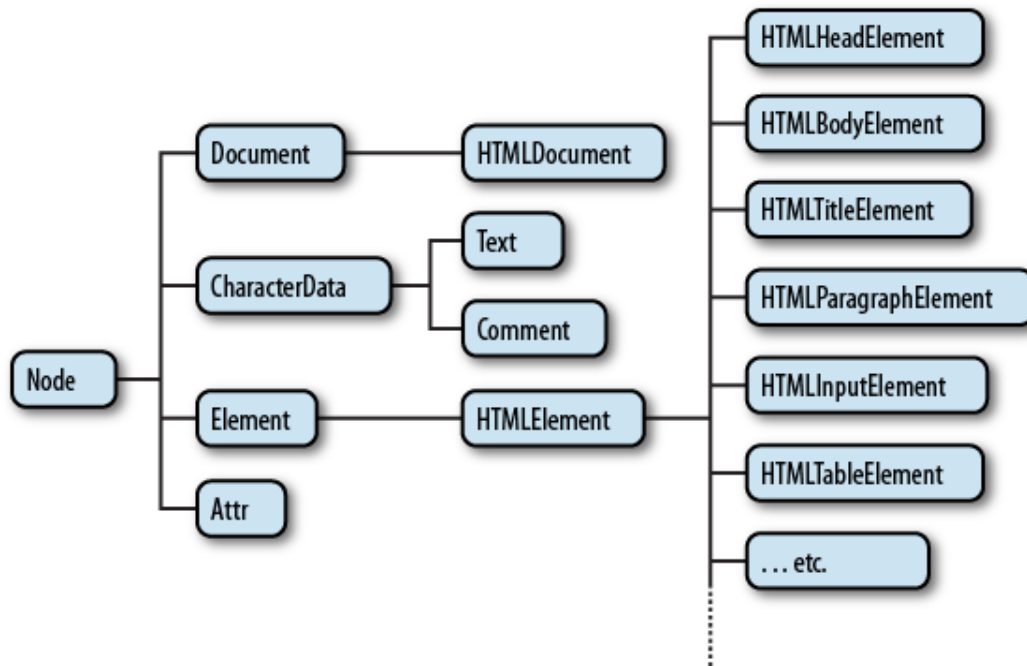 HTMLHeadElement
HTMLBodyElement
Document
HTMLDocument
HTMLTitleElement
Text
CharacterData
HTMLParagraphElement
Comment
Node
HTMLInputElement
Element
HTMLElement
HTMLTableElement
Attr
... etc.